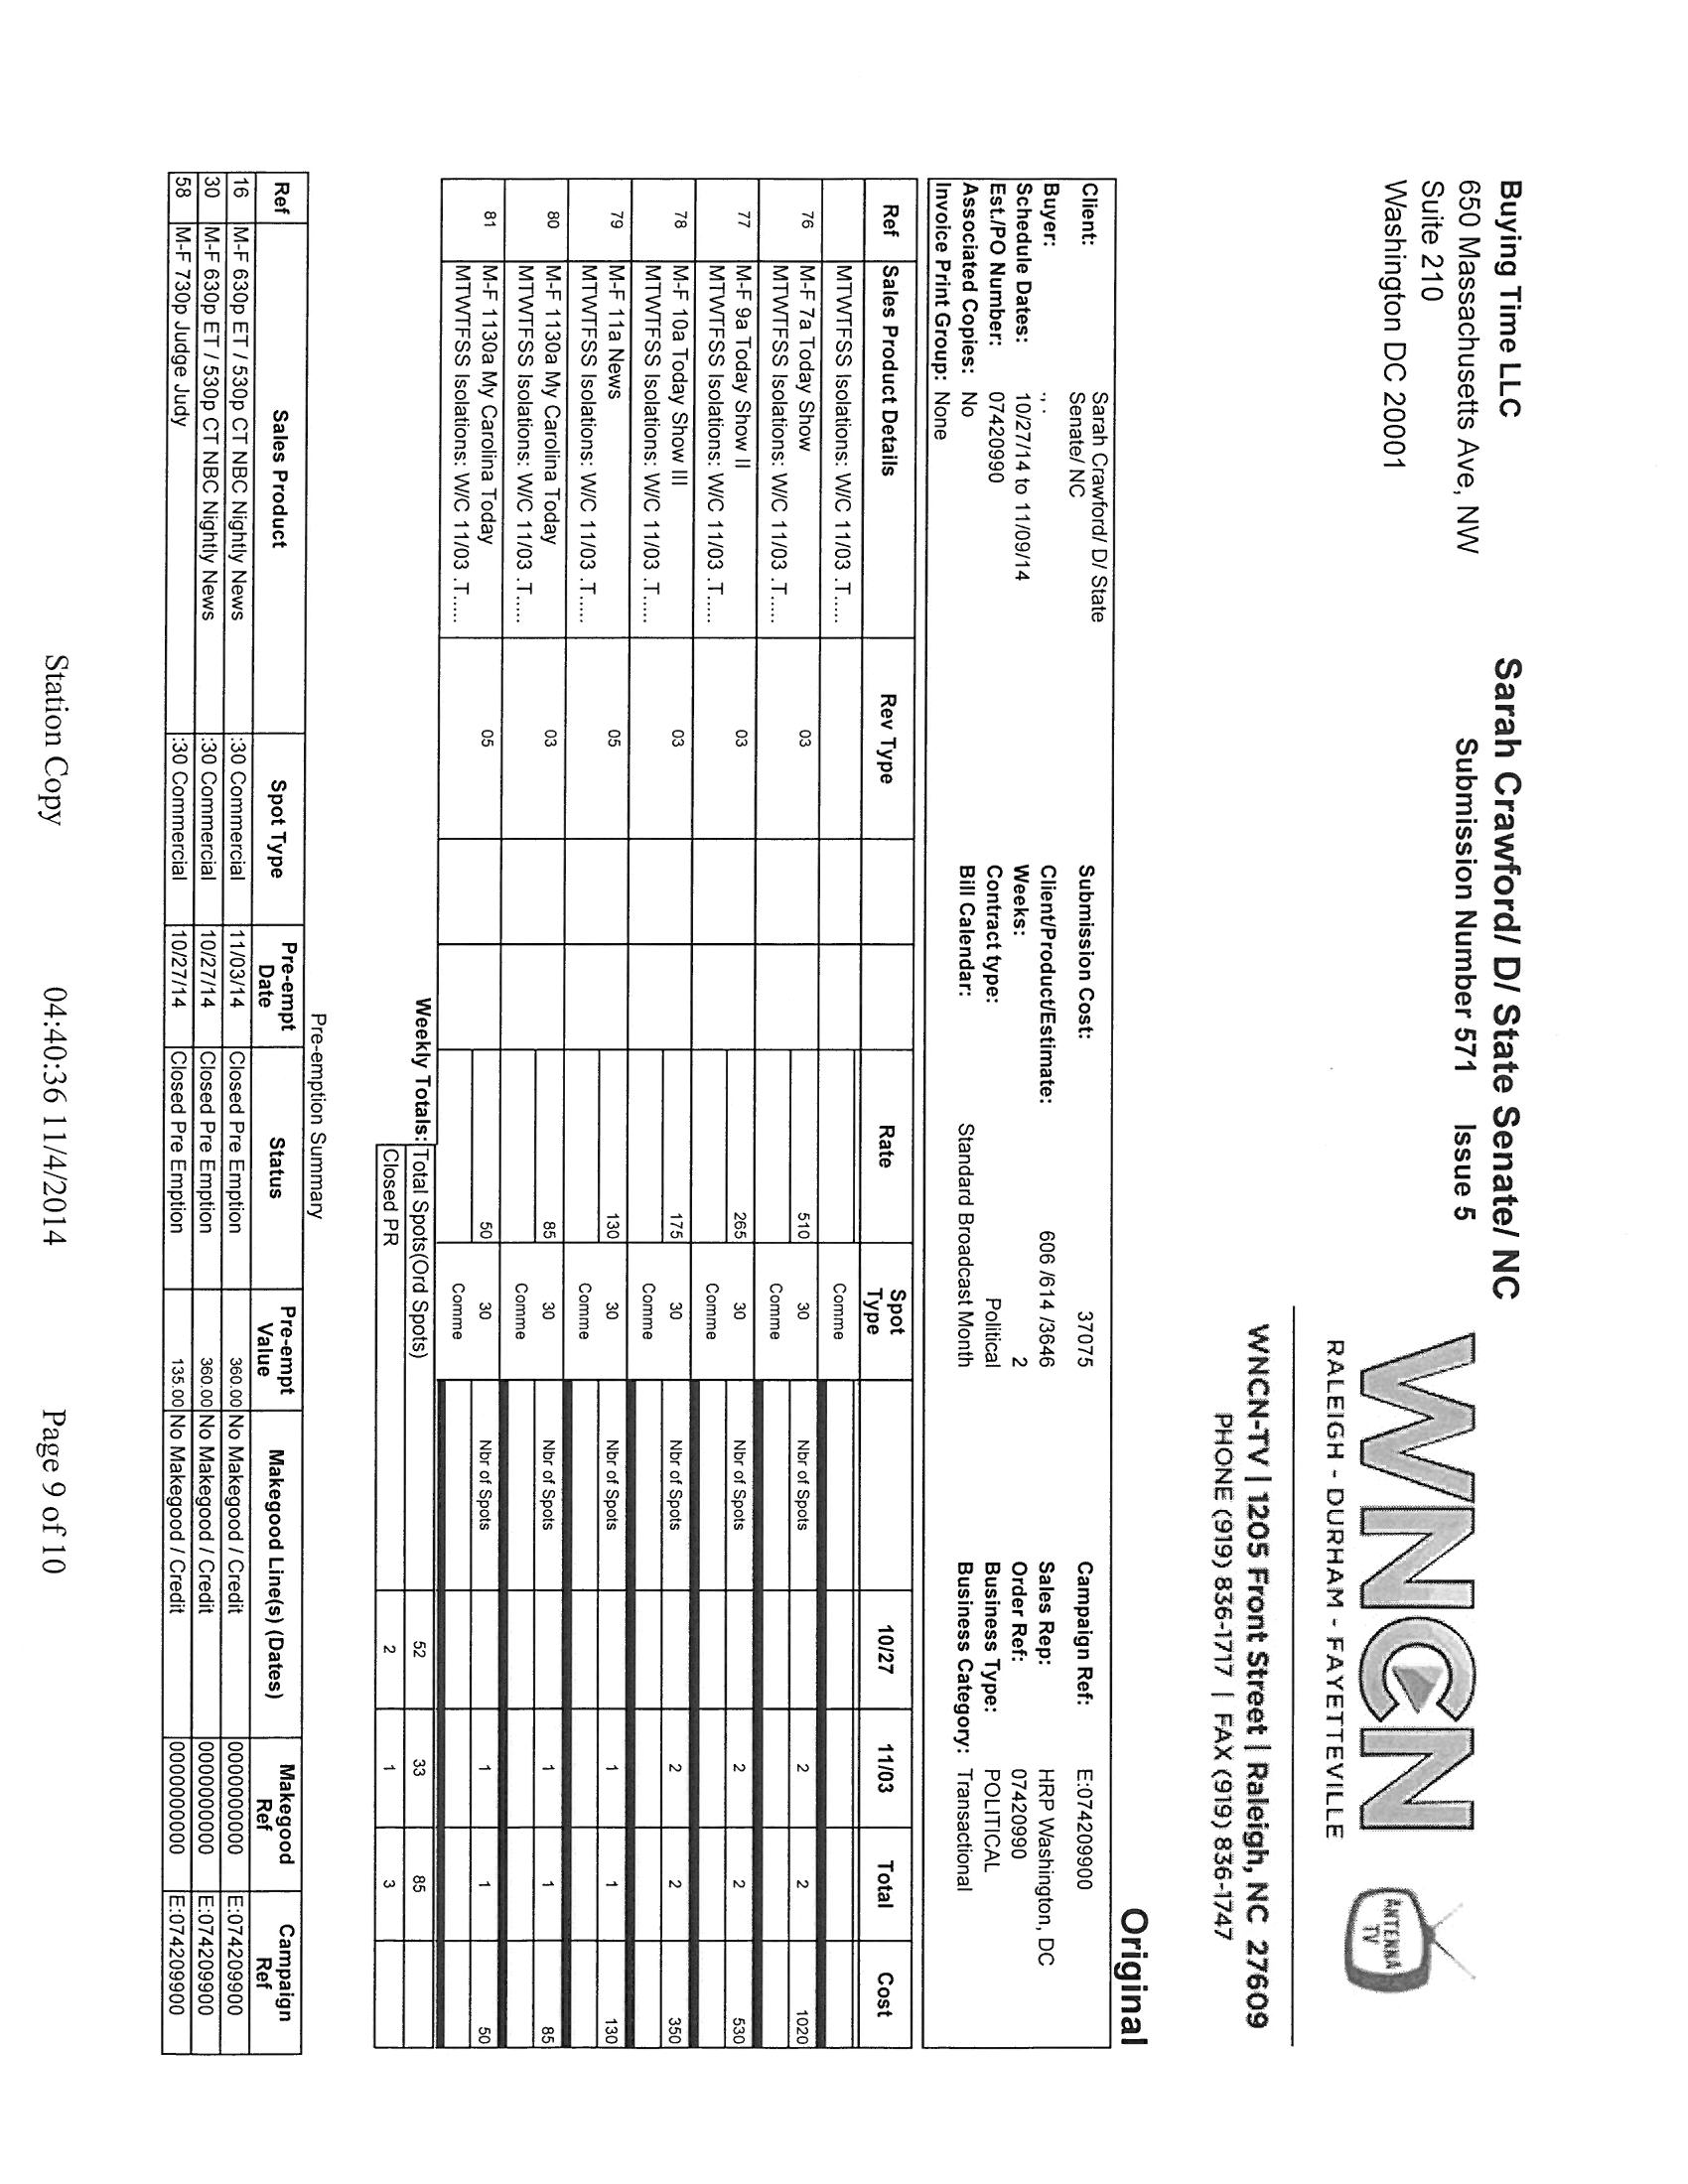 Buying Time LLC
650 Massachusetts Ave, NW
Suite 210
Washington DC 20001
Sarah Crawford/ D/ State Senate/ NC
Submission Number 571 Issue 5
WNCN
RALEIGH - DURHAM - FAYETTEVILLE
ANTENNA TV
WNCN-TV | 1205 Front Street | Raleigh, NC 27609
PHONE (919) 836-1717 | FAX (919) 836-1747
Original
Client: Sarah Crawford/ D/ State Senate/ NC Submission Cost: 37075 Campaign Ref: E:07420990
Buyer: ., . Client/Product/Estimate: 606 /614 /3646 Sales Rep: HRP Washington, DC
Schedule Dates: 10/27/14 to 11/09/14 Weeks: 2 Order Ref: 07420990
Est./PO Number: 07420990 Contract type: Political Business Type: POLITICAL
Associated Copies: No Bill Calendar: Standard Broadcast Month Business Category: Transactional
Invoice Print Group: None
Ref Sales Product Details Rev Type Rate Spot Type 10/27 11/03 Total Cost
MTWTFSS Isolations: W/C 11/03 .T..... Comme
76 M-F 7a Today Show 03 510 30 Nbr of Spots 2 2 1020
MTWTFSS Isolations: W/C 11/03 .T..... Comme
77 M-F 9a Today Show II 03 265 30 Nbr of Spots 2 2 530
MTWTFSS Isolations: W/C 11/03 .T..... Comme
78 M-F 10a Today Show III 03 175 30 Nbr of Spots 2 2 350
MTWTFSS Isolations: W/C 11/03 .T..... Comme
79 M-F 11a News 05 130 30 Nbr of Spots 1 1 130
MTWTFSS Isolations: W/C 11/03 .T..... Comme
80 M-F 1130a My Carolina Today 03 85 30 Nbr of Spots 1 1 85
MTWTFSS Isolations: W/C 11/03 .T..... Comme
81 M-F 1130a My Carolina Today 05 50 30 Nbr of Spots 1 1 50
MTWTFSS Isolations: W/C 11/03 .T..... Comme
Weekly Totals: Total Spots(Ord Spots) 52 33 85
Closed PR 2 1 3
Pre-emption Summary
Ref Sales Product Spot Type Pre-empt Date Status Pre-empt Value Makegood Line(s) (Dates) Makegood Ref Campaign Ref
16 M-F 630p ET / 530p CT NBC Nightly News :30 Commercial 11/03/14 Closed Pre Emption 360.00 No Makegood / Credit 0000000000 E:074209900
30 M-F 630p ET / 530p CT NBC Nightly News :30 Commercial 10/27/14 Closed Pre Emption 360.00 No Makegood / Credit 0000000000 E:074209900
58 M-F 730p Judge Judy :30 Commercial 10/27/14 Closed Pre Emption 135.00 No Makegood / Credit 0000000000 E:074209900
Station Copy 04:40:36 11/4/2014 Page 9 of 10